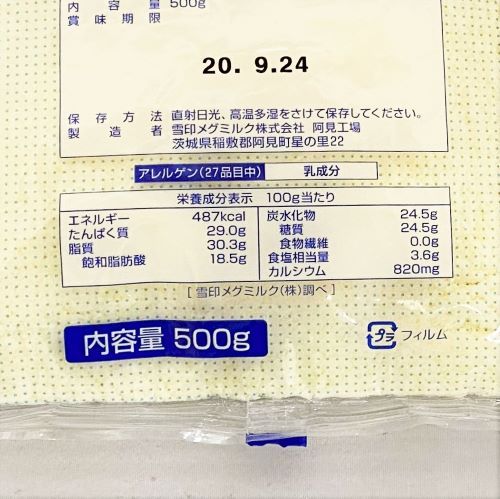 内容量 500g
賞味期限
20. 9.24
保存方法 直射日光、高温多湿をさけて保存してください。
製造者 雪印メグミルク株式会社 阿見工場
茨城県稲敷郡阿見町星の里22
アレルゲン(27品目中) 乳成分
栄養成分表示 100g当たり
エネルギー 487kcal
たんぱく質 29.0g
脂質 30.3g
飽和脂肪酸 18.5g
炭水化物 24.5g
糖質 24.5g
食物繊維 0.0g
食塩相当量 3.6g
カルシウム 820mg
[ 雪印メグミルク(株)調べ ]
内容量 500g
プラ フィルム